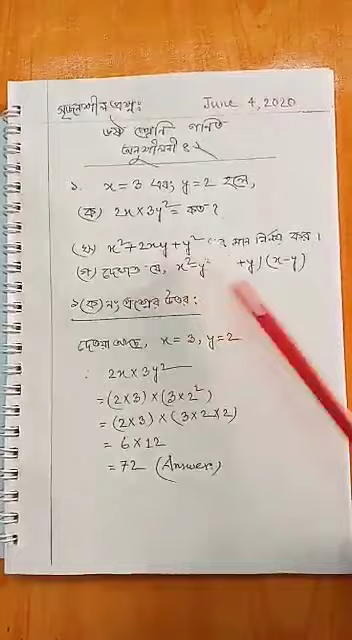 সৃজনশীল প্রশ্ন: June 4, 2020
৬ষ্ঠ শ্রেণি গণিত
অনুশীলনী ৪.২
১. x = 3 এবং y = 2 হলে,
(ক) 2x × 3y² = কত ?
(খ) x² + 2xy + y² এর মান নির্ণয় কর ।
(গ) দেখাও যে, x² - y² + y) (x - y)
১(ক) নং প্রশ্নের উত্তর:
দেওয়া আছে, x = 3, y = 2
∴ 2x × 3y²
= (2×3) × (3×2²)
= (2×3) × (3×2×2)
= 6 × 12
= 72 (Answer)